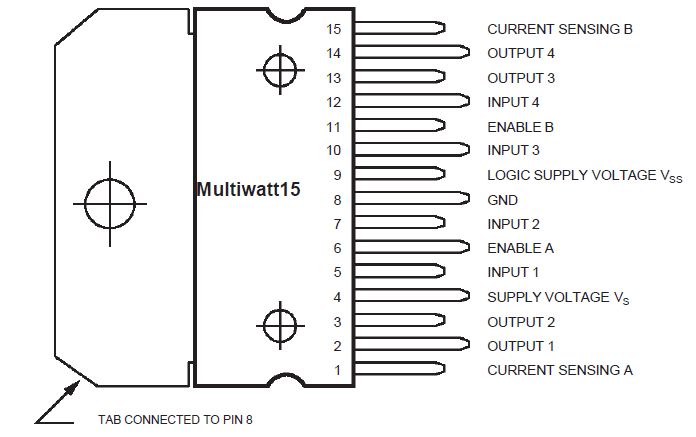 15 CURRENT SENSING B
14 OUTPUT 4
13 OUTPUT 3
12 INPUT 4
11 ENABLE B
10 INPUT 3
9 LOGIC SUPPLY VOLTAGE VSS
Multiwatt15
8 GND
7 INPUT 2
6 ENABLE A
5 INPUT 1
4 SUPPLY VOLTAGE VS
3 OUTPUT 2
2 OUTPUT 1
1 CURRENT SENSING A
TAB CONNECTED TO PIN 8